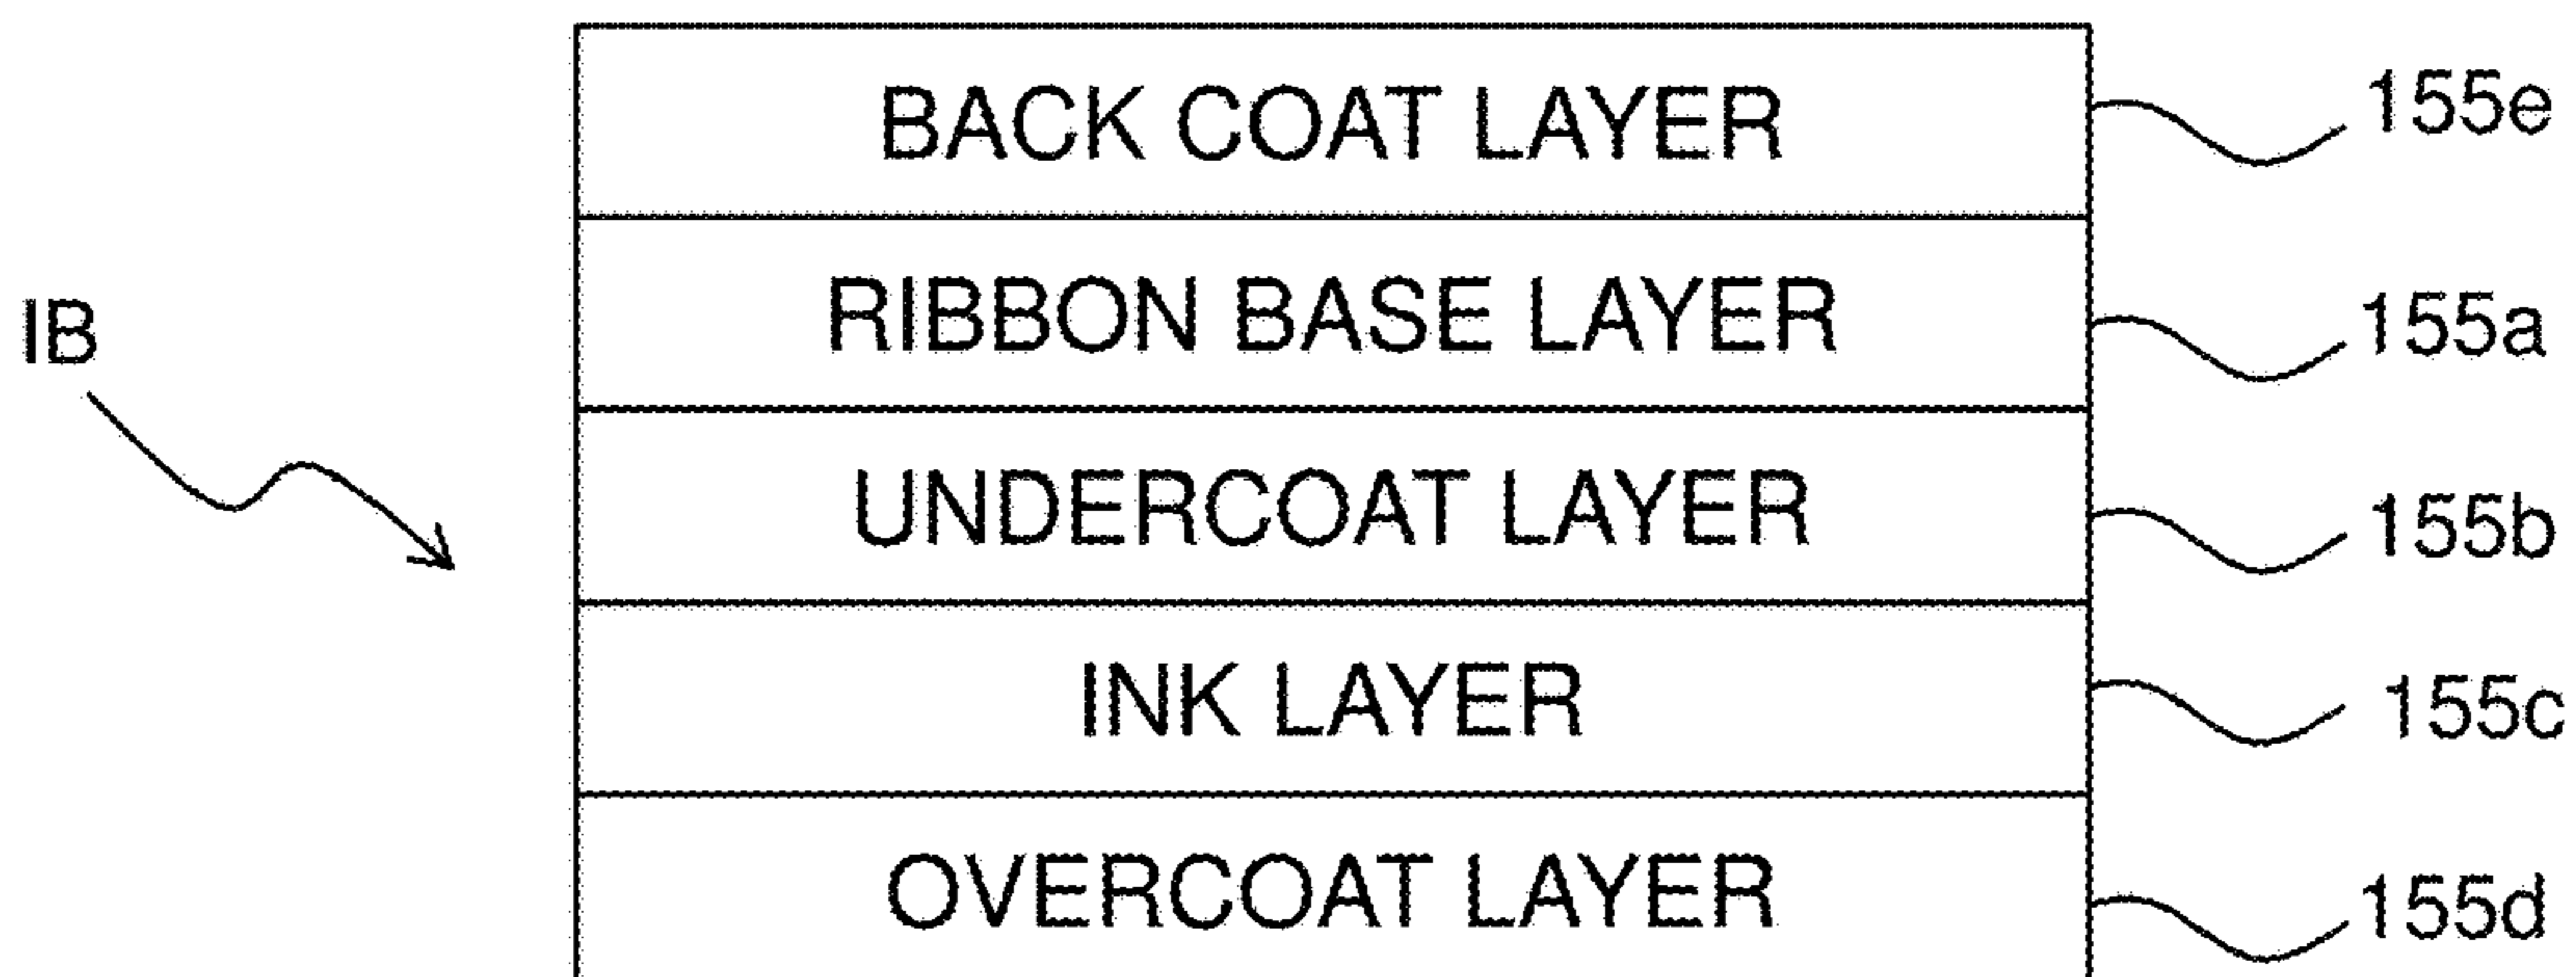 BACK COAT LAYER 155e
RIBBON BASE LAYER 155a
IB
UNDERCOAT LAYER 155b
INK LAYER 155c
OVERCOAT LAYER 155d